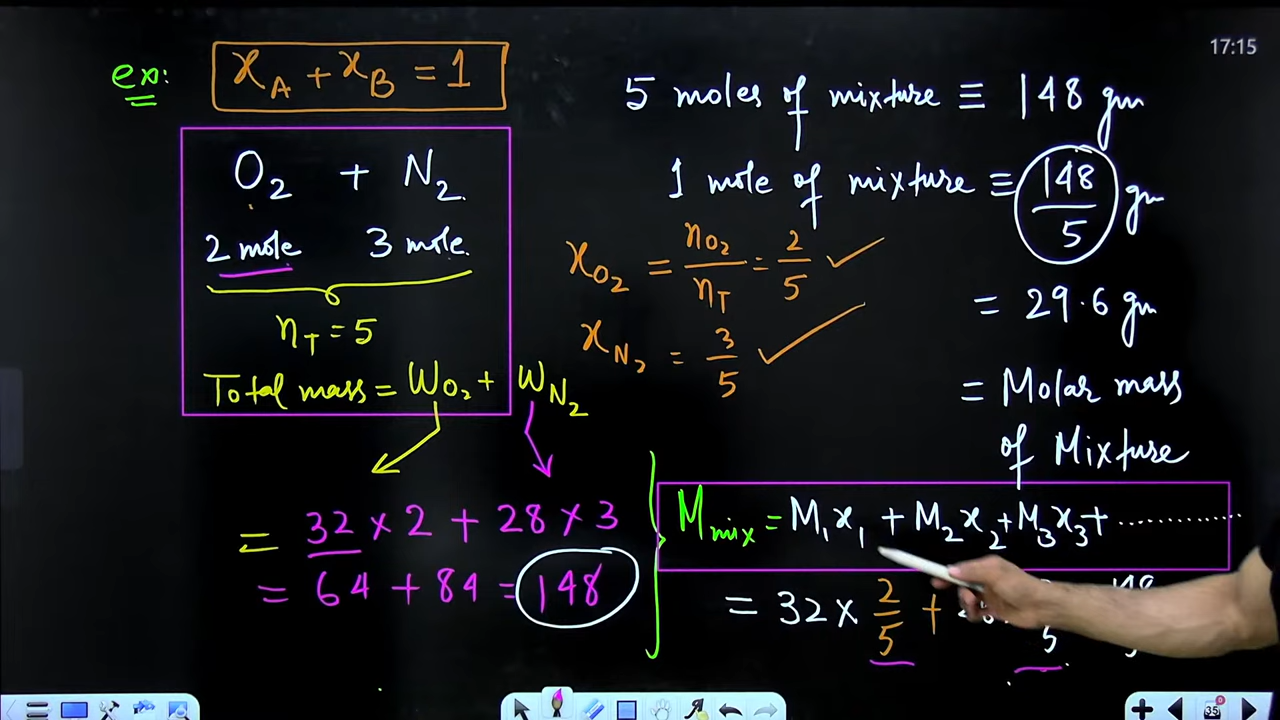 17:15
ex:
x_A + x_B = 1
O₂ + N₂
2 mole 3 mole
n_T = 5
Total mass = W_O₂ + W_N₂
= 32 × 2 + 28 × 3
= 64 + 84 = 148
5 moles of mixture ≡ 148 gm
1 mole of mixture ≡ 148/5 gm
x_O₂ = n_O₂/n_T = 2/5 ✓
x_N₂ = 3/5 ✓
= 29.6 gm
= Molar mass
of Mixture
M_mix = M₁x₁ + M₂x₂ + M₃x₃ + ..............
= 32 × 2/5 +
35